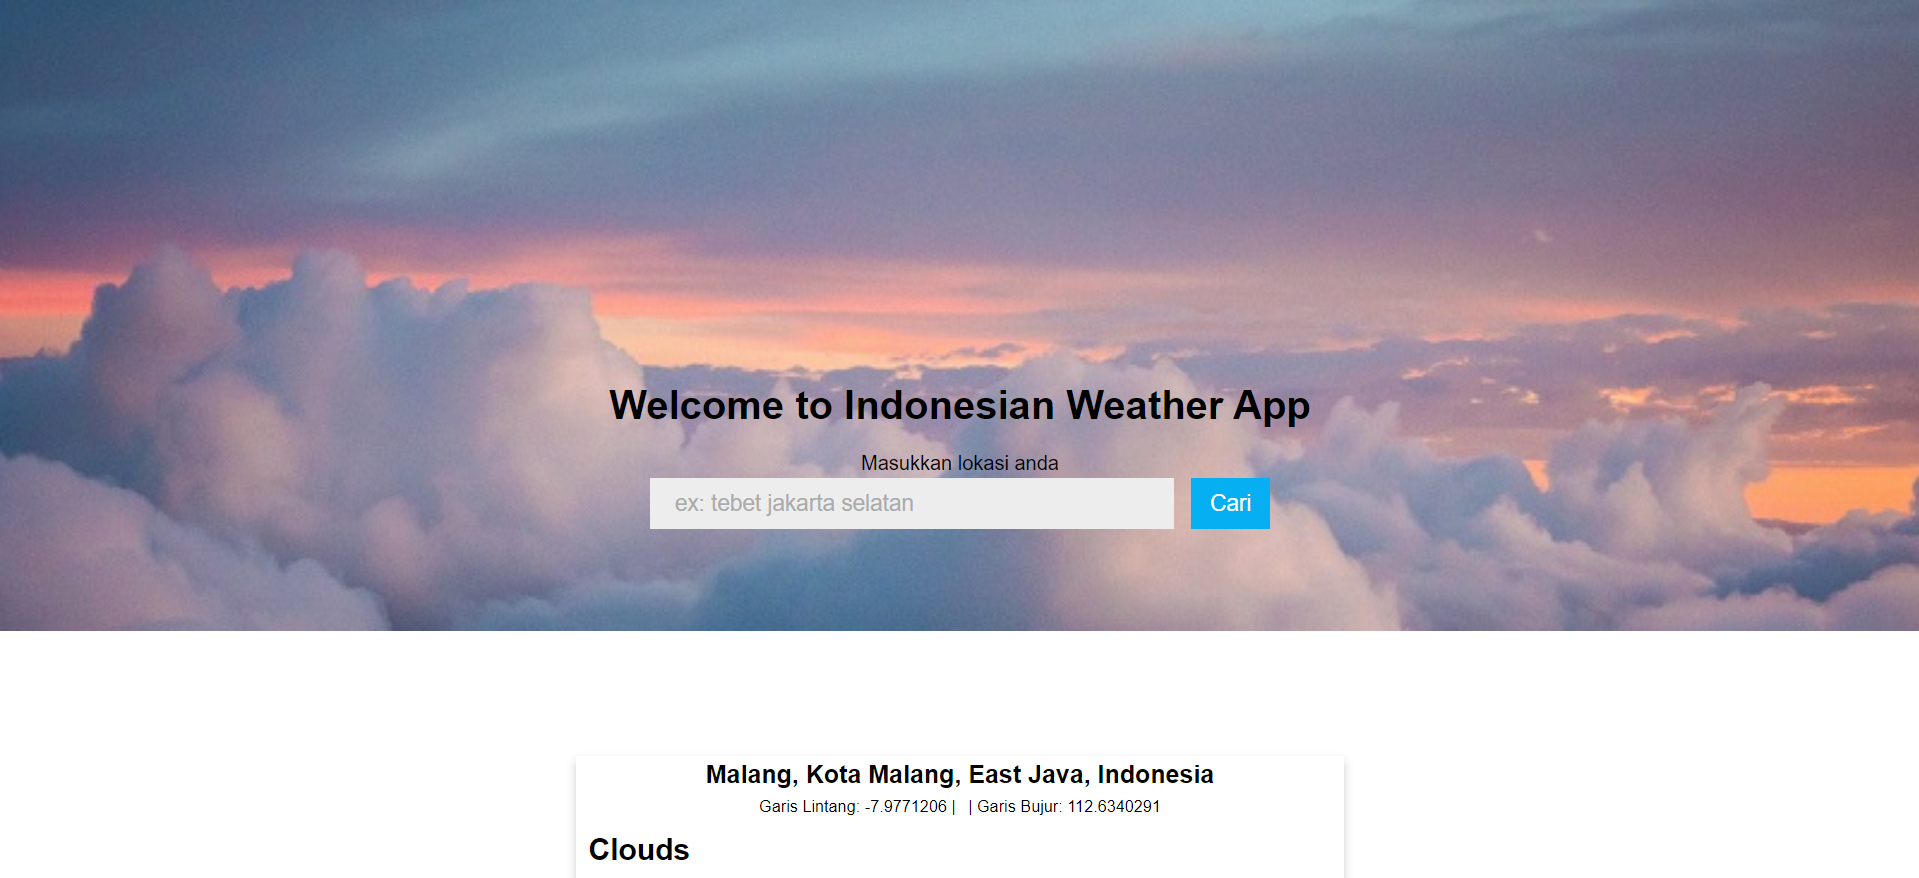 Welcome to Indonesian Weather App
Masukkan lokasi anda
ex: tebet jakarta selatan
Cari
Malang, Kota Malang, East Java, Indonesia
Garis Lintang: -7.9771206 | | Garis Bujur: 112.6340291
Clouds